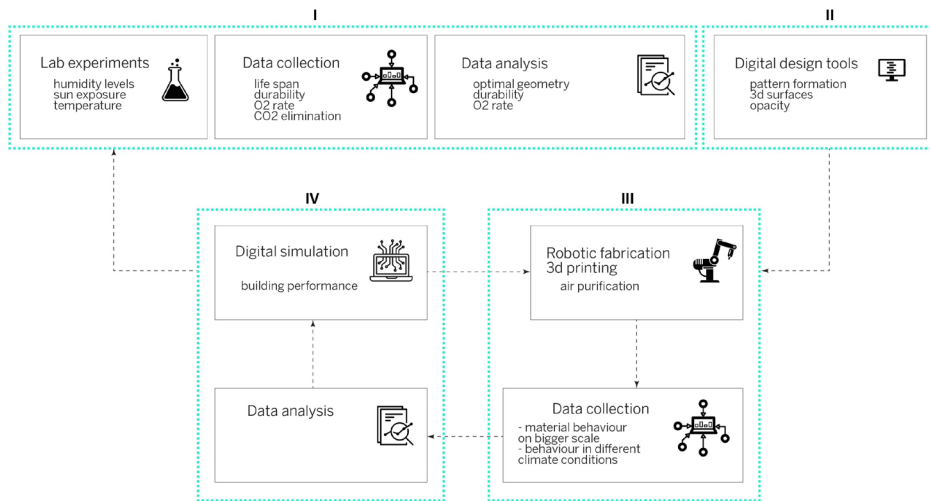 I
II
Lab experiments
humidity levels
sun exposure
temperature
Data collection
life span
durability
O2 rate
CO2 elimination
Data analysis
optimal geometry
durability
O2 rate
Digital design tools
pattern formation
3d surfaces
opacity
IV
III
Digital simulation
building performance
Robotic fabrication
3d printing
air purification
Data analysis
Data collection
- material behaviour
on bigger scale
- behaviour in different
climate conditions